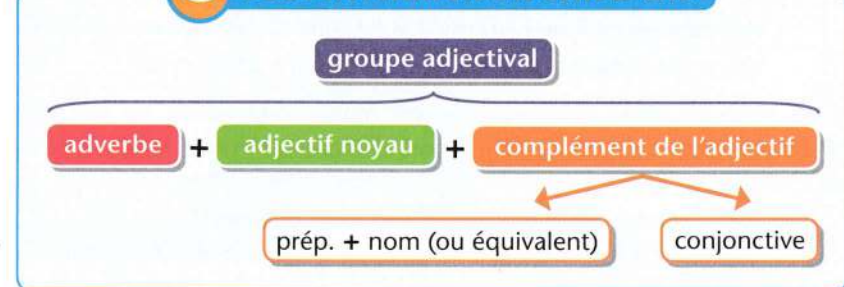 groupe adjectival
adverbe + adjectif noyau + complément de l'adjectif
prép. + nom (ou équivalent) conjonctive